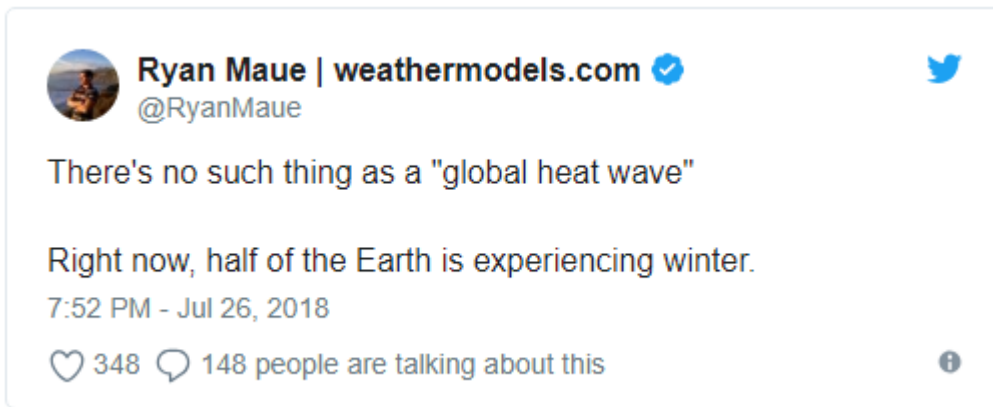 Ryan Maue | weathermodels.com
@RyanMaue
There's no such thing as a "global heat wave"
Right now, half of the Earth is experiencing winter.
7:52 PM - Jul 26, 2018
348 148 people are talking about this